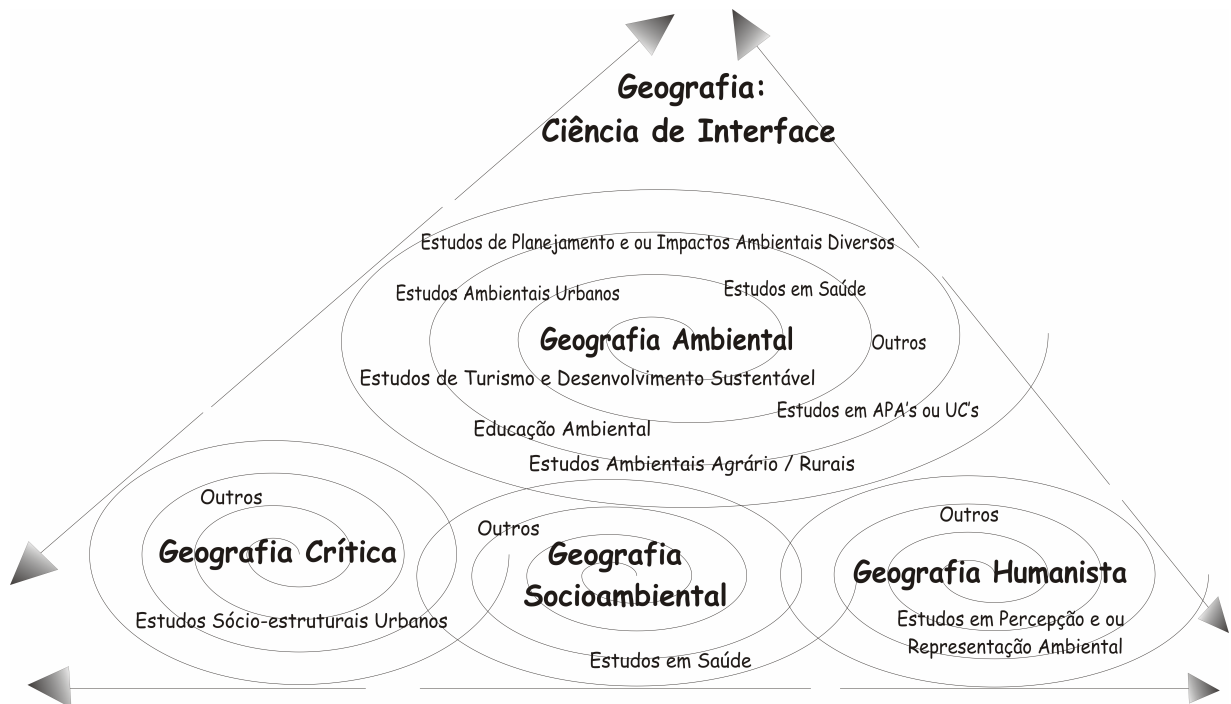 Geografia:
Ciência de Interface
Estudos de Planejamento e ou Impactos Ambientais Diversos
Estudos Ambientais Urbanos
Estudos em Saúde
Geografia Ambiental
Outros
Estudos de Turismo e Desenvolvimento Sustentável
Estudos em APA's ou UC's
Educação Ambiental
Estudos Ambientais Agrário / Rurais
Outros
Geografia Crítica
Estudos Sócio-estruturais Urbanos
Outros
Geografia
Socioambiental
Estudos em Saúde
Outros
Geografia Humanista
Estudos em Percepção e ou
Representação Ambiental